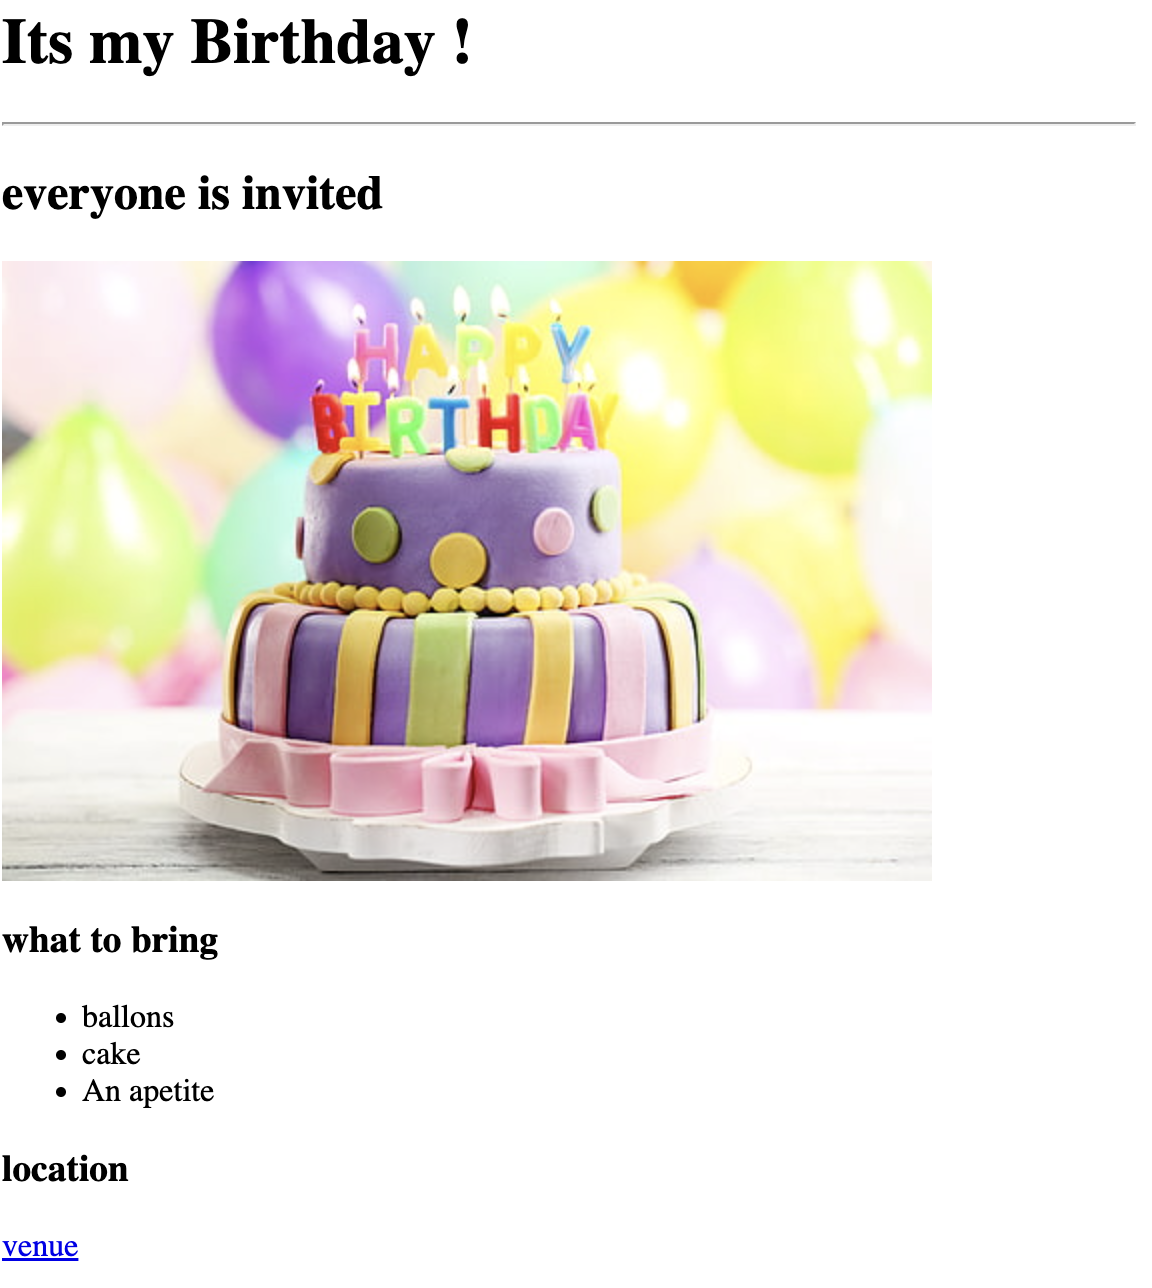 Its my Birthday !
everyone is invited
HAPPY
BIRTHDAY
what to bring
ballons
cake
An apetite
location
venue